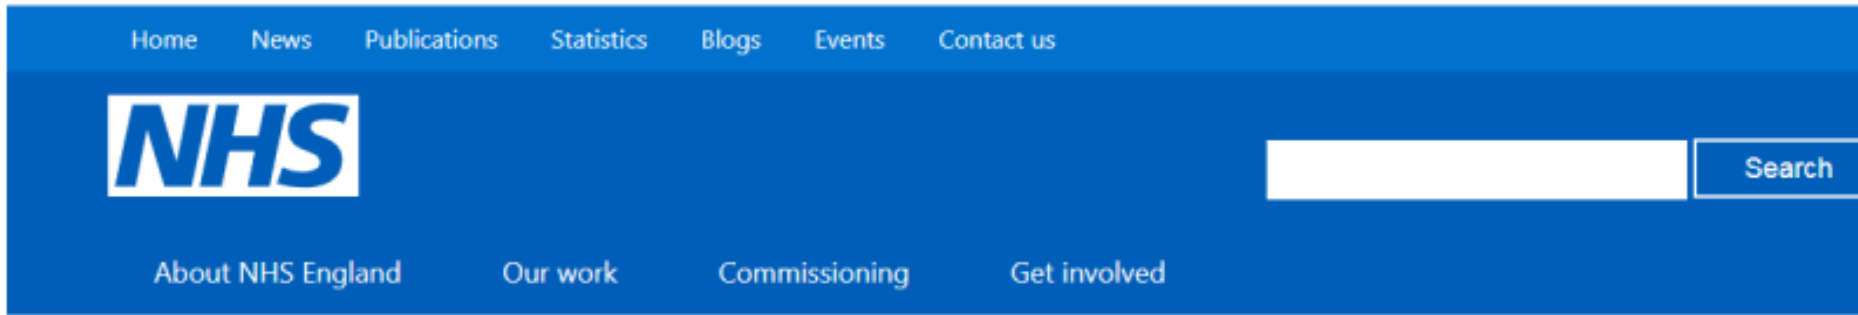 Home News Publications Statistics Blogs Events Contact us
NHS
Search
About NHS England Our work Commissioning Get involved